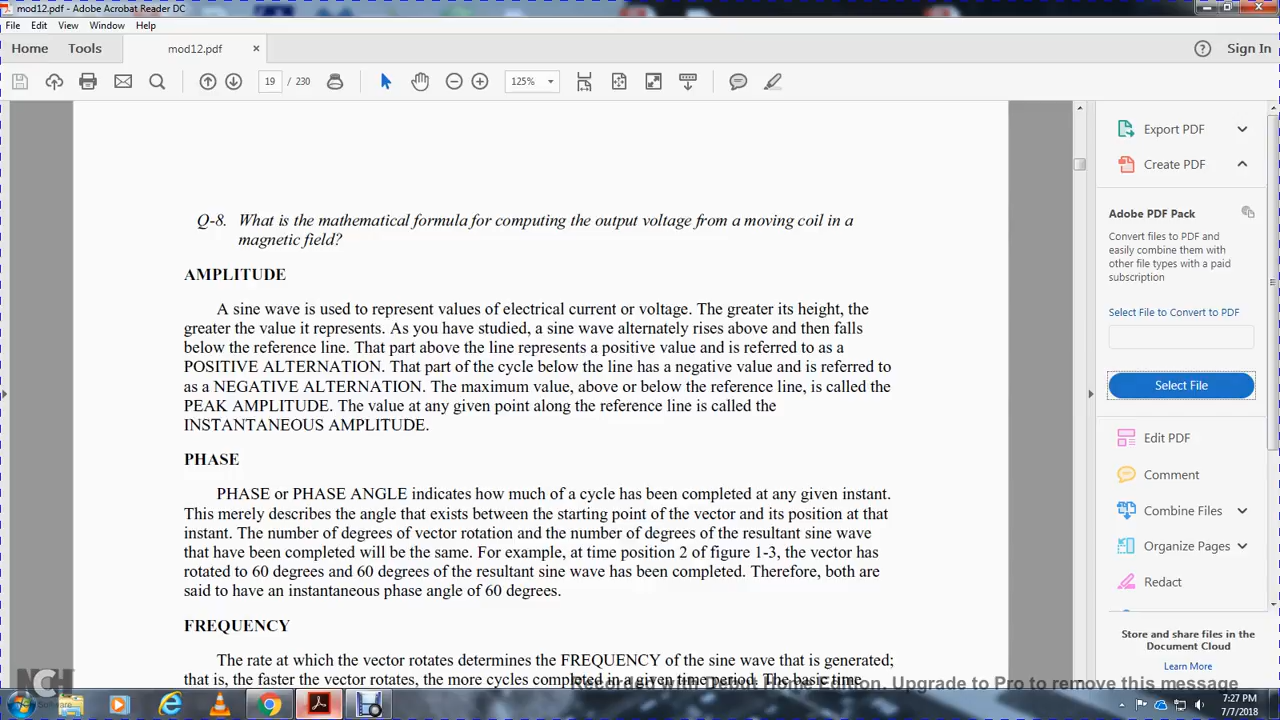 mod12.pdf - Adobe Acrobat Reader DC
File Edit View Window Help
Home Tools mod12.pdf × Sign In
19 / 230 125%
Q-8. What is the mathematical formula for computing the output voltage from a moving coil in a
magnetic field?
AMPLITUDE
A sine wave is used to represent values of electrical current or voltage. The greater its height, the
greater the value it represents. As you have studied, a sine wave alternately rises above and then falls
below the reference line. That part above the line represents a positive value and is referred to as a
POSITIVE ALTERNATION. That part of the cycle below the line has a negative value and is referred to
as a NEGATIVE ALTERNATION. The maximum value, above or below the reference line, is called the
PEAK AMPLITUDE. The value at any given point along the reference line is called the
INSTANTANEOUS AMPLITUDE.
PHASE
PHASE or PHASE ANGLE indicates how much of a cycle has been completed at any given instant.
This merely describes the angle that exists between the starting point of the vector and its position at that
instant. The number of degrees of vector rotation and the number of degrees of the resultant sine wave
that have been completed will be the same. For example, at time position 2 of figure 1-3, the vector has
rotated to 60 degrees and 60 degrees of the resultant sine wave has been completed. Therefore, both are
said to have an instantaneous phase angle of 60 degrees.
FREQUENCY
The rate at which the vector rotates determines the FREQUENCY of the sine wave that is generated;
that is, the faster the vector rotates, the more cycles completed in a given time period. The basic time
Export PDF
Create PDF
Adobe PDF Pack
Convert files to PDF and
easily combine them with
other file types with a paid
subscription
Select File to Convert to PDF
Select File
Edit PDF
Comment
Combine Files
Organize Pages
Redact
Store and share files in the
Document Cloud
Learn More
NCH
Software
Home Edition, Upgrade to Pro to remove this message
7:27 PM
7/7/2018